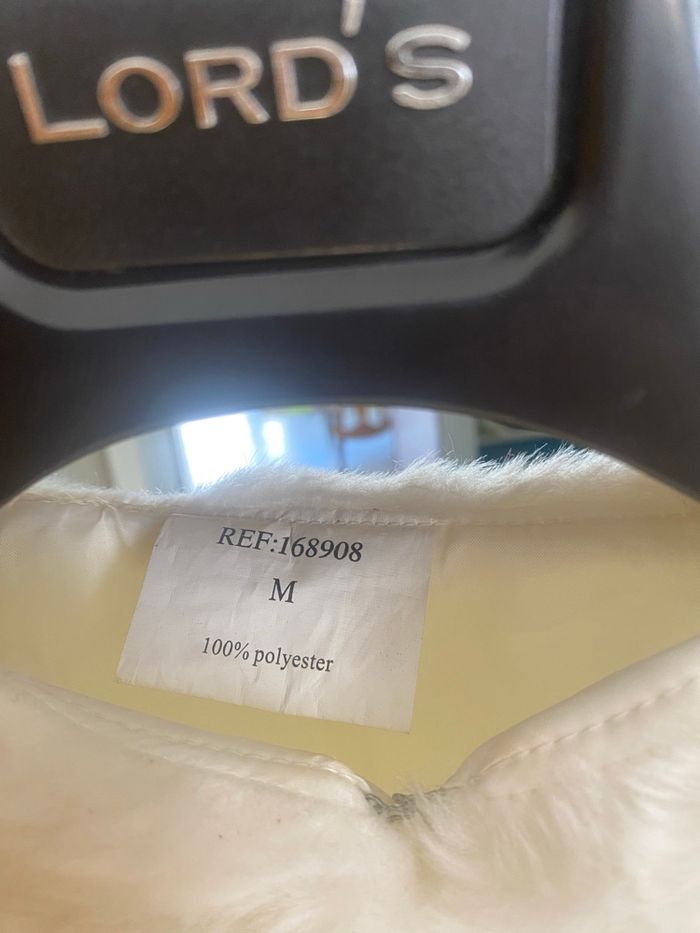 LORD'S
REF:168908
M
100% polyester